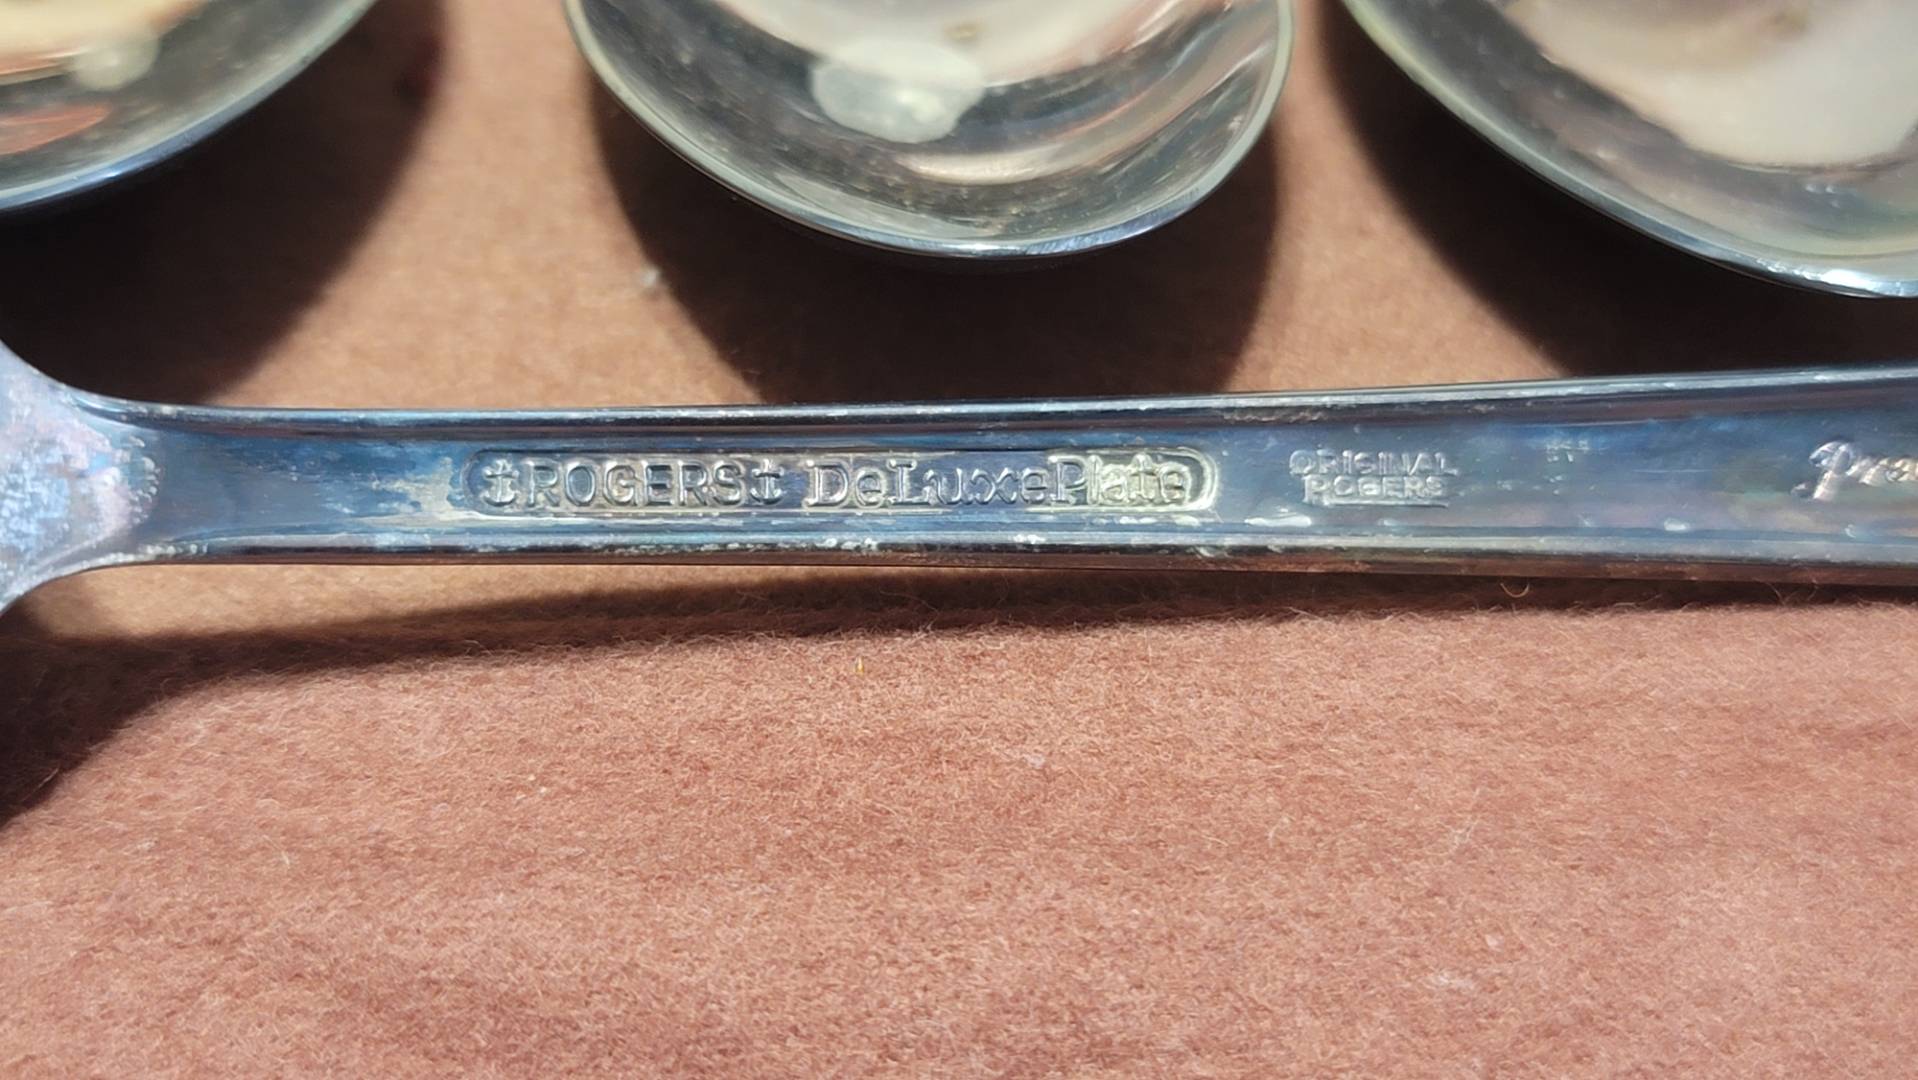 ⚓ROGERS⚓ DeLuxePlate
ORIGINAL
ROGERS